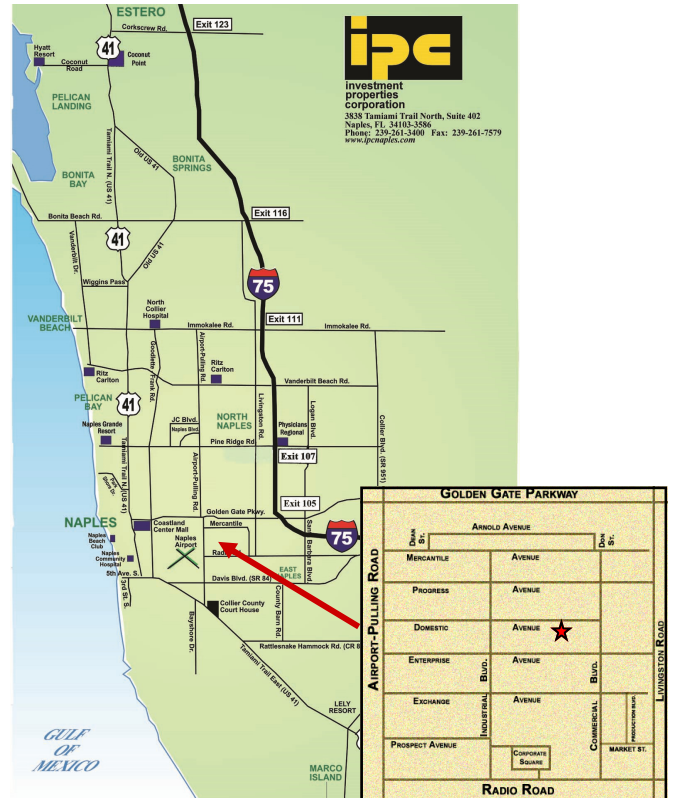 ESTERO
Corkscrew Rd.
Exit 123
Hyatt
Resort
Coconut
Road
41
Coconut
Point
ipc
investment
properties
corporation
3838 Tamiami Trail North, Suite 402
Naples, FL 34103-3586
Phone: 239-261-3400 Fax: 239-261-7579
www.ipcnaples.com
PELICAN
LANDING
Tamiami Trail N. (US 41)
Old US 41
BONITA
SPRINGS
BONITA
BAY
Bonita Beach Rd.
Exit 116
Vanderbilt Dr.
41
Old US 41
Wiggins Pass
75
North
Collier
Hospital
VANDERBILT
BEACH
Exit 111
Immokalee Rd.
Immokalee Rd.
Goodlette Frank Rd.
Airport-Pulling Rd.
Ritz
Carlton
Ritz
Carlton
Vanderbilt Beach Rd.
PELICAN
BAY
41
Livingston Rd.
Logan Blvd.
Collier Blvd. (SR 951)
Naples Grande
Resort
JC Blvd.
Naples Blvd.
NORTH
NAPLES
Physicians
Regional
Pine Ridge Rd
Exit 107
Tamiami Trail N. (US 41)
Park
Shore Dr.
Airport-Pulling Rd.
Exit 105
Golden Gate Pkwy.
NAPLES
Coastland
Center Mall
Mercantile
Naples
Airport
Santa Barbara Blvd.
75
Naples
Beach
Club
Naples
Community
Hospital
Rad
EAST
PLES
5th Ave. S.
Davis Blvd. (SR 84)
3rd St. S.
Collier County
Court House
County Barn Rd.
Bayshore Dr.
Rattlesnake Hammock Rd. (CR 8
Tamiami Trail East (US 41)
LELY
RESORT
GULF
OF
MEXICO
MARCO
ISLAND
GOLDEN GATE PARKWAY
ARNOLD AVENUE
DEAN
ST.
DON
ST.
MERCANTILE AVENUE
AIRPORT-PULLING ROAD
PROGRESS AVENUE
DOMESTIC AVENUE
LIVINGSTON ROAD
ENTERPRISE AVENUE
INDUSTRIAL BLVD.
COMMERCIAL BLVD.
EXCHANGE AVENUE
PRODUCTION BLVD.
PROSPECT AVENUE
CORPORATE
SQUARE
MARKET ST.
RADIO ROAD